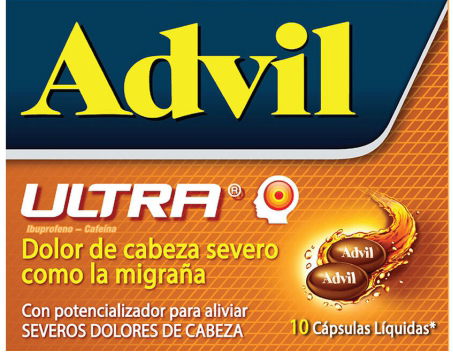 Advil
ULTRA®
Ibuprofeno – Cafeína
Dolor de cabeza severo
como la migraña
Con potencializador para aliviar
SEVEROS DOLORES DE CABEZA
Advil
Advil
10 Cápsulas Líquidas*